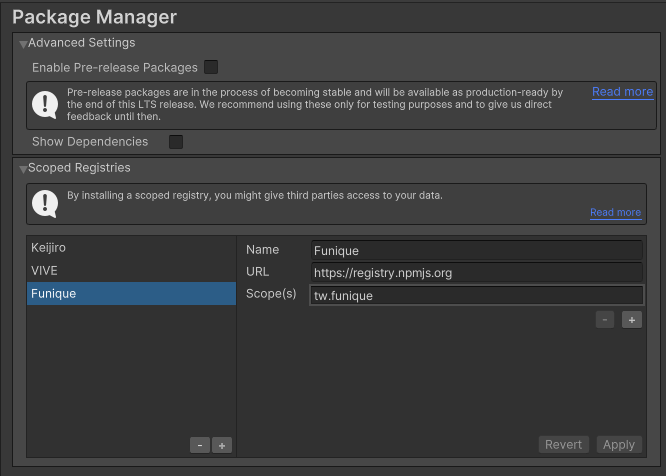 Package Manager
Advanced Settings
Enable Pre-release Packages
Pre-release packages are in the process of becoming stable and will be available as production-ready by
the end of this LTS release. We recommend using these only for testing purposes and to give us direct
feedback until then.
Read more
Show Dependencies
Scoped Registries
By installing a scoped registry, you might give third parties access to your data.
Read more
Keijiro
VIVE
Funique
Name Funique
URL https://registry.npmjs.org
Scope(s) tw.funique
- +
- +
Revert Apply